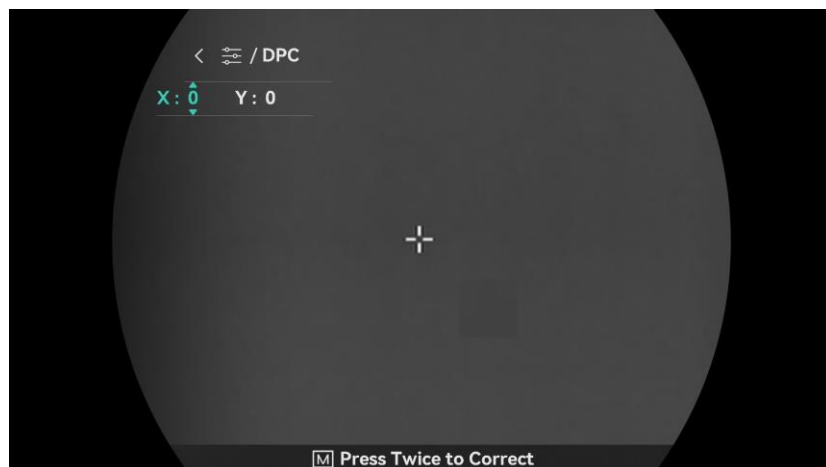 / DPC
X : 0 Y : 0
M Press Twice to Correct